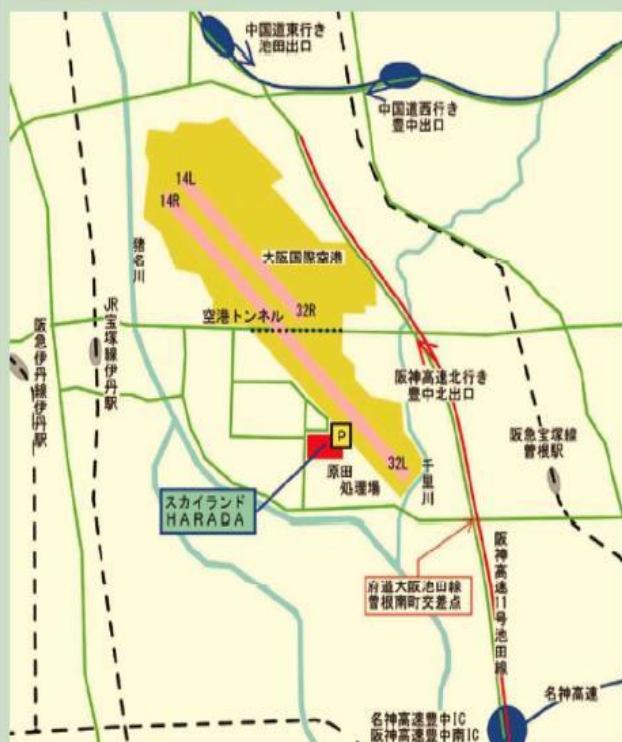 中国道東行き
池田出口
中国道西行き
豊中出口
14L
14R
猪名川
大阪国際空港
32R
空港トンネル
JR宝塚線伊丹駅
阪急伊丹線伊丹駅
阪神高速北行き
豊中北出口
阪急宝塚線
曽根駅
P
32L
千里川
原田
処理場
スカイランド
HARADA
府道大阪池田線
曽根南町交差点
阪神高速11号池田線
名神高速
名神高速豊中IC
阪神高速豊中南IC